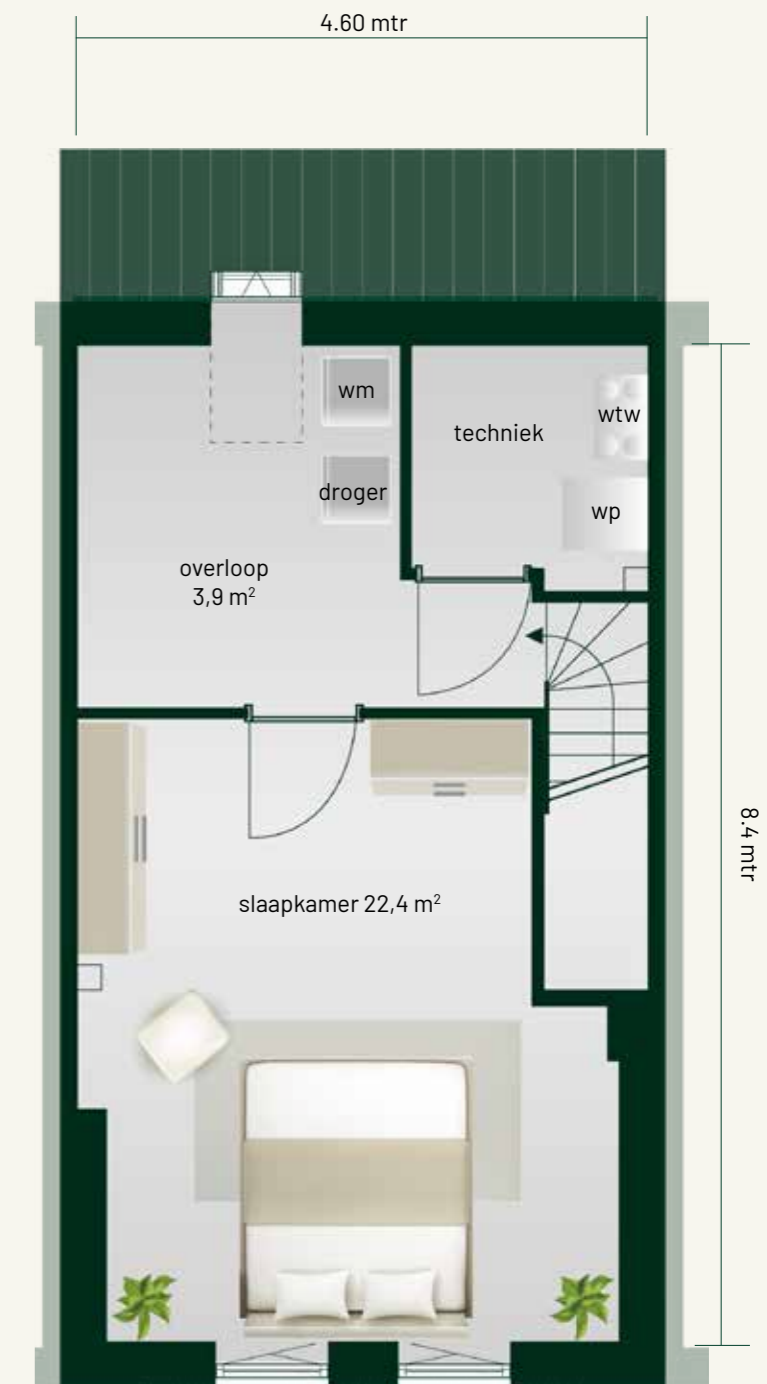 4.60 mtr
wm
wtw
techniek
droger
wp
overloop
3,9 m²
8.4 mtr
slaapkamer 22,4 m²